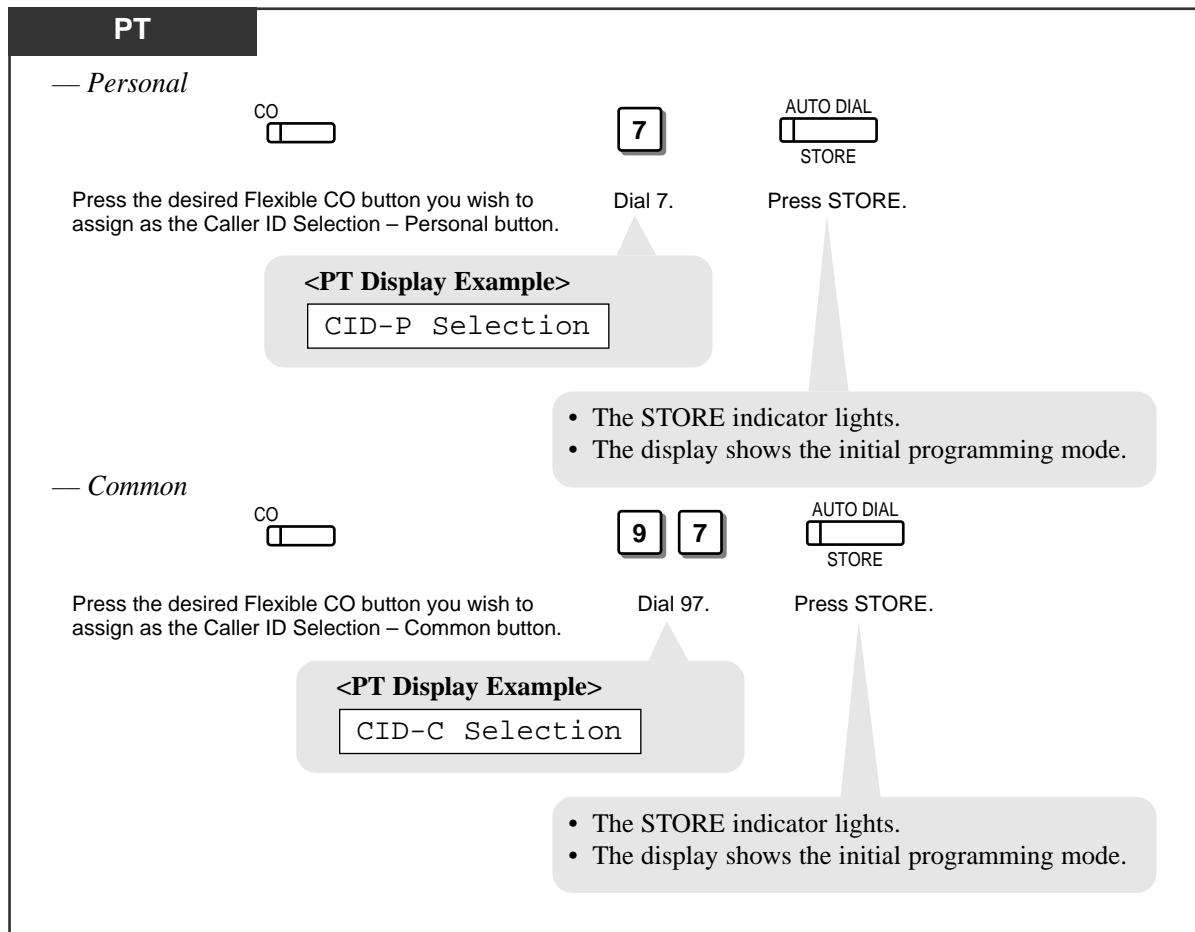 PT
— Personal
CO
7
AUTO DIAL
STORE
Press the desired Flexible CO button you wish to
assign as the Caller ID Selection – Personal button.
Dial 7.
Press STORE.
<PT Display Example>
CID-P Selection
• The STORE indicator lights.
• The display shows the initial programming mode.
— Common
CO
9 7
AUTO DIAL
STORE
Press the desired Flexible CO button you wish to
assign as the Caller ID Selection – Common button.
Dial 97.
Press STORE.
<PT Display Example>
CID-C Selection
• The STORE indicator lights.
• The display shows the initial programming mode.